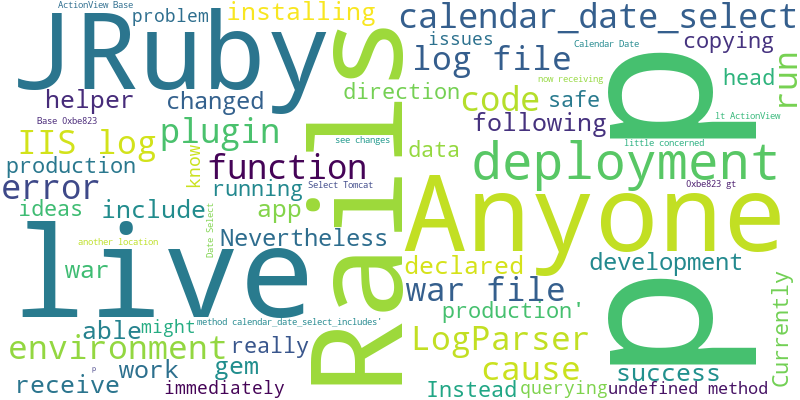 ActionView Base
problem
installing
calendar_date_select
JRuby
Rails
log file
issues
Calendar Date
copying
now receiving
head
run
helper
changed
direction
code
safe
p
Base 0xbe823
plugin
following
lt ActionView
IIS log
see changes
little concerned
production
know
function
data
deployment
error
running
Select Tomcat
0xbe823 gt
Anyone
ideas
include
app
Date Select
Nevertheless
another location
live
war
declared
development
war file
p
able
might
method calendar_date_select_includes'
production'
Currently
environment
really
LogParser
cause
work
gem
success
p
receive
immediately
Instead
querying
undefined method